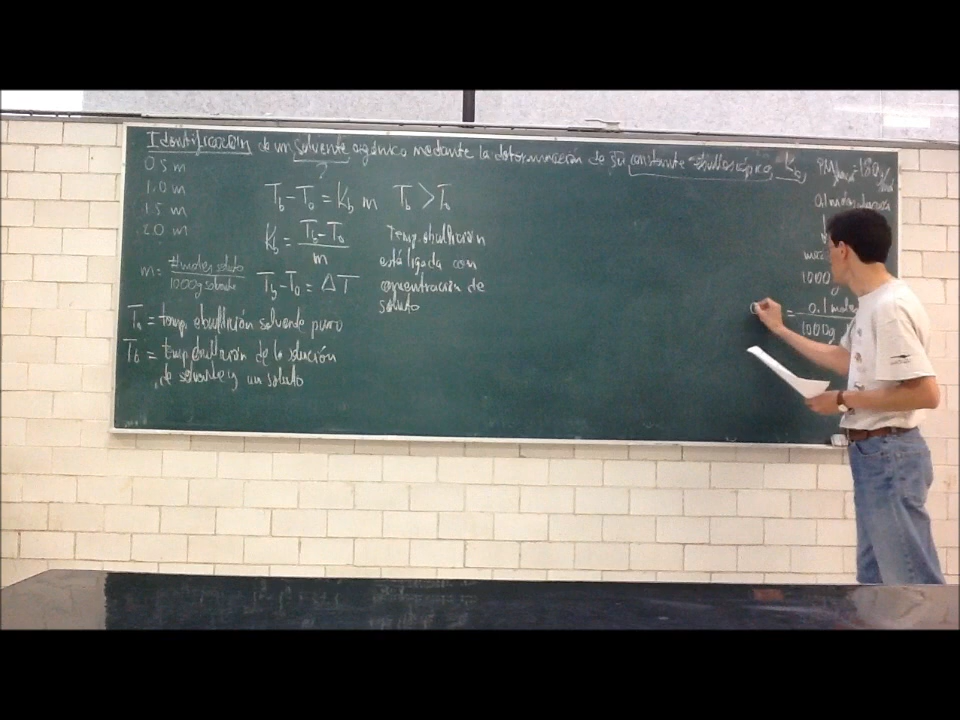 Identificación de un solvente orgánico mediante la determinación de su constante ebulloscópica, Kb
?
0.5 m
1.0 m
1.5 m
2.0 m
m = #moles soluto
1000g solvente
Tb - To = Kb m Tb > To
Kb = Tb - To
m
Tb - To = ΔT
Temp. ebullición
está ligada con
concentración de
soluto
To = temp. ebullición solvente puro
Tb = temp ebullición de la solución
de solvente y un soluto
1000g
= 0.1 moles
1000g